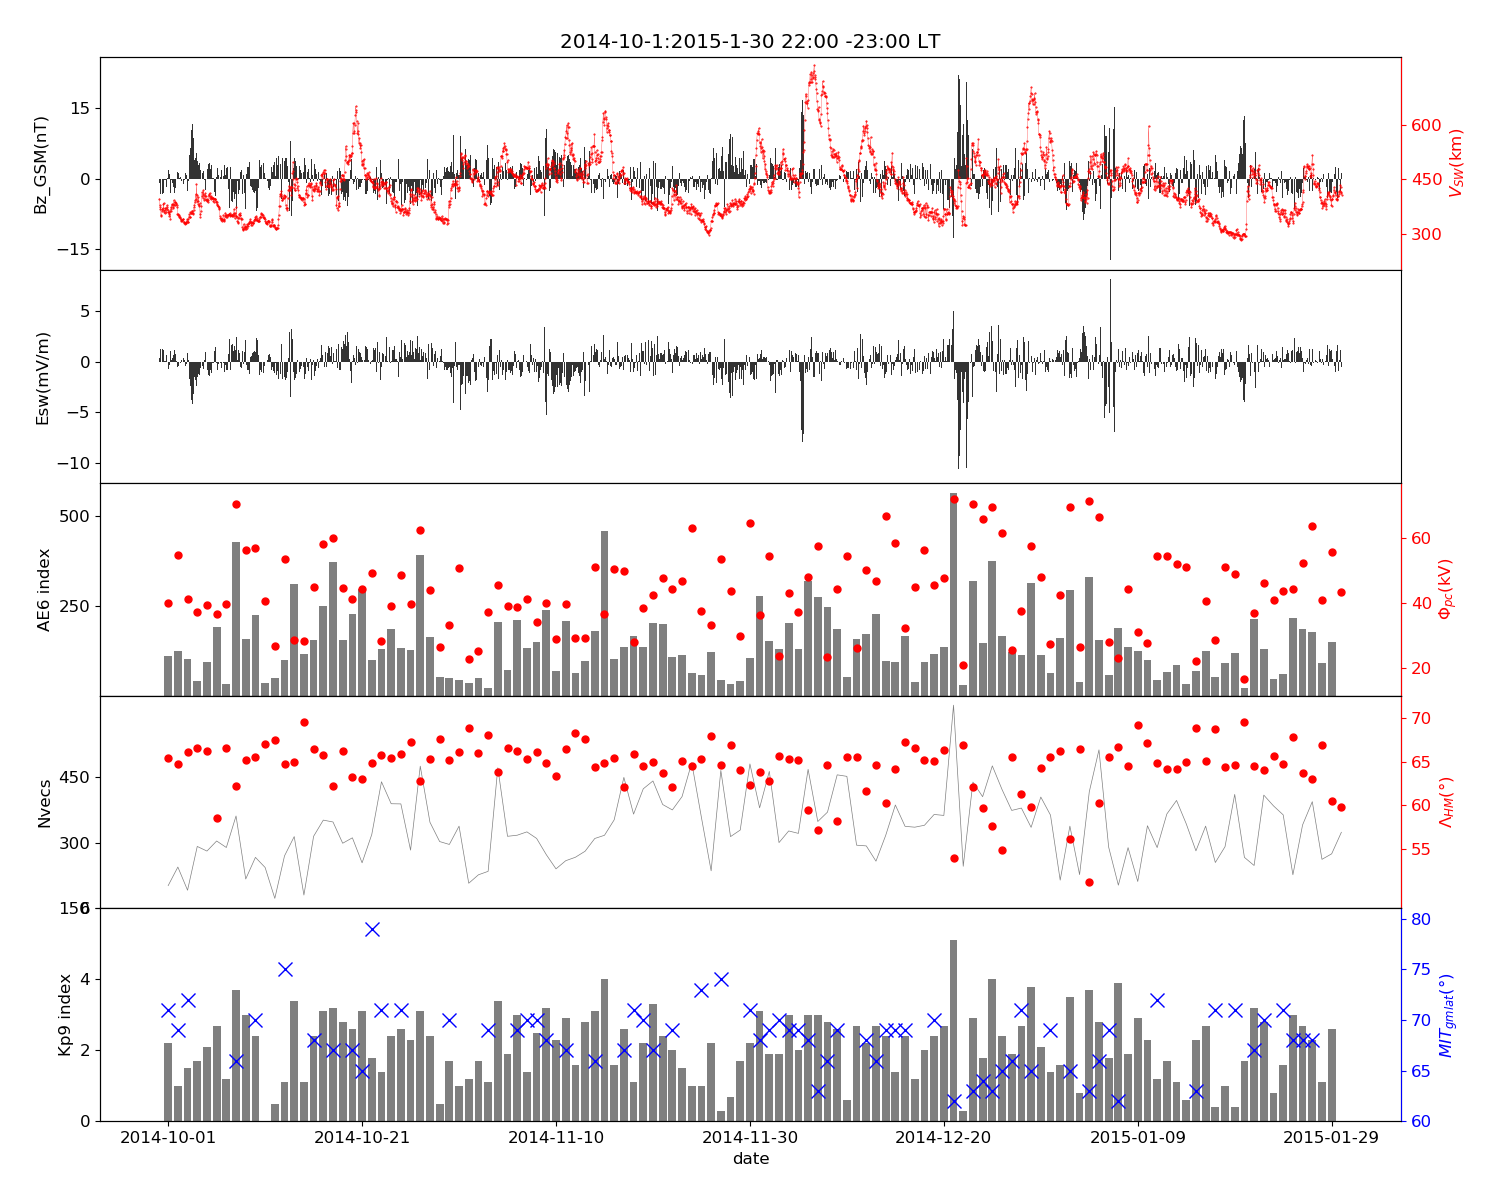 2014-10-1:2015-1-30 22:00 -23:00 LT
15
0
−15
Bz_GSM(nT)
600
450
300
V_SW(km)
5
0
−5
−10
Esw(mV/m)
500
250
AE6 index
60
40
20
Φ_pc(kV)
450
300
150
Nvecs
70
65
60
55
Λ_HM(°)
6
4
2
0
Kp9 index
80
75
70
65
60
MIT_gmlat(°)
2014-10-01 2014-10-21 2014-11-10 2014-11-30 2014-12-20 2015-01-09 2015-01-29
date